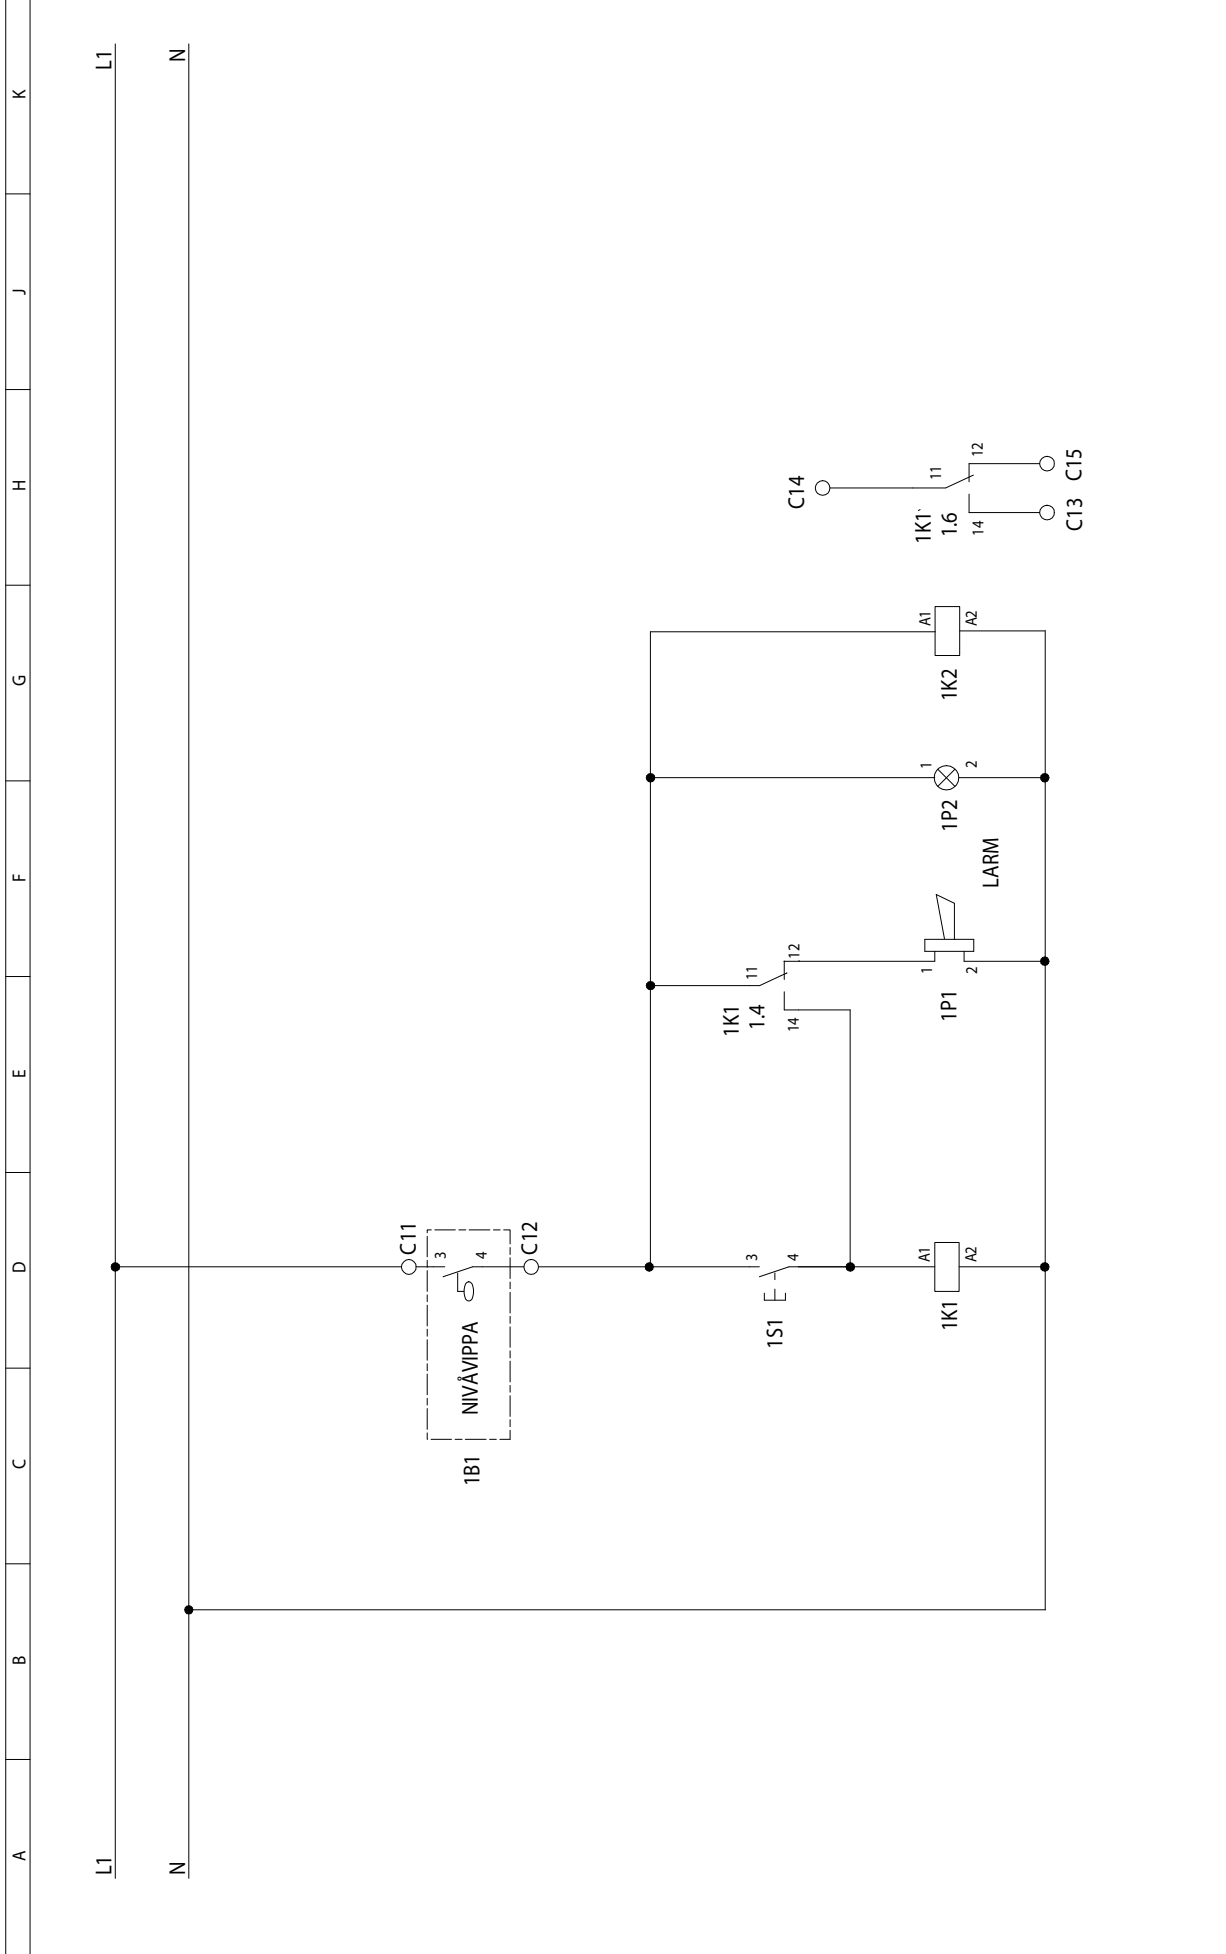 A B C D E F G H J K
L1 L1
N N
C11
3
4
NIVÅVIPPA
1B1
C12
3
4
1S1
A1
A2
1K1
1K1
1.4
11
12
14
1
2
1P1
LARM
1
2
1P2
A1
A2
1K2
C14
1K1`
1.6
11
12
14
C13 C15